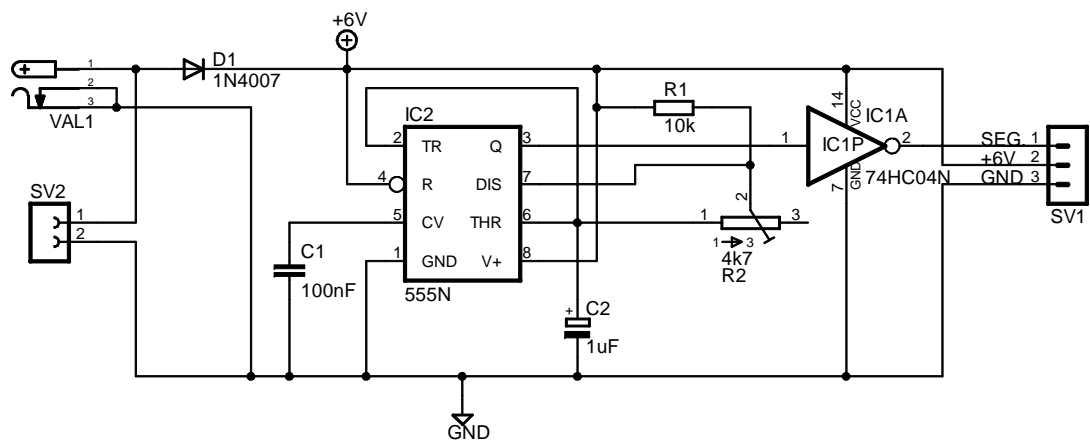 +6V
1
2
3
VAL1
D1
1N4007
SV2
1
2
IC2
2 TR Q 3
4 R DIS 7
5 CV THR 6
1 GND V+ 8
555N
C1
100nF
R1
10k
1 2 3
1 3
4k7
R2
+
C2
1uF
1 2
14
VCC
IC1A
IC1P
7
GND
74HC04N
SEG. 1
+6V 2
GND 3
SV1
GND